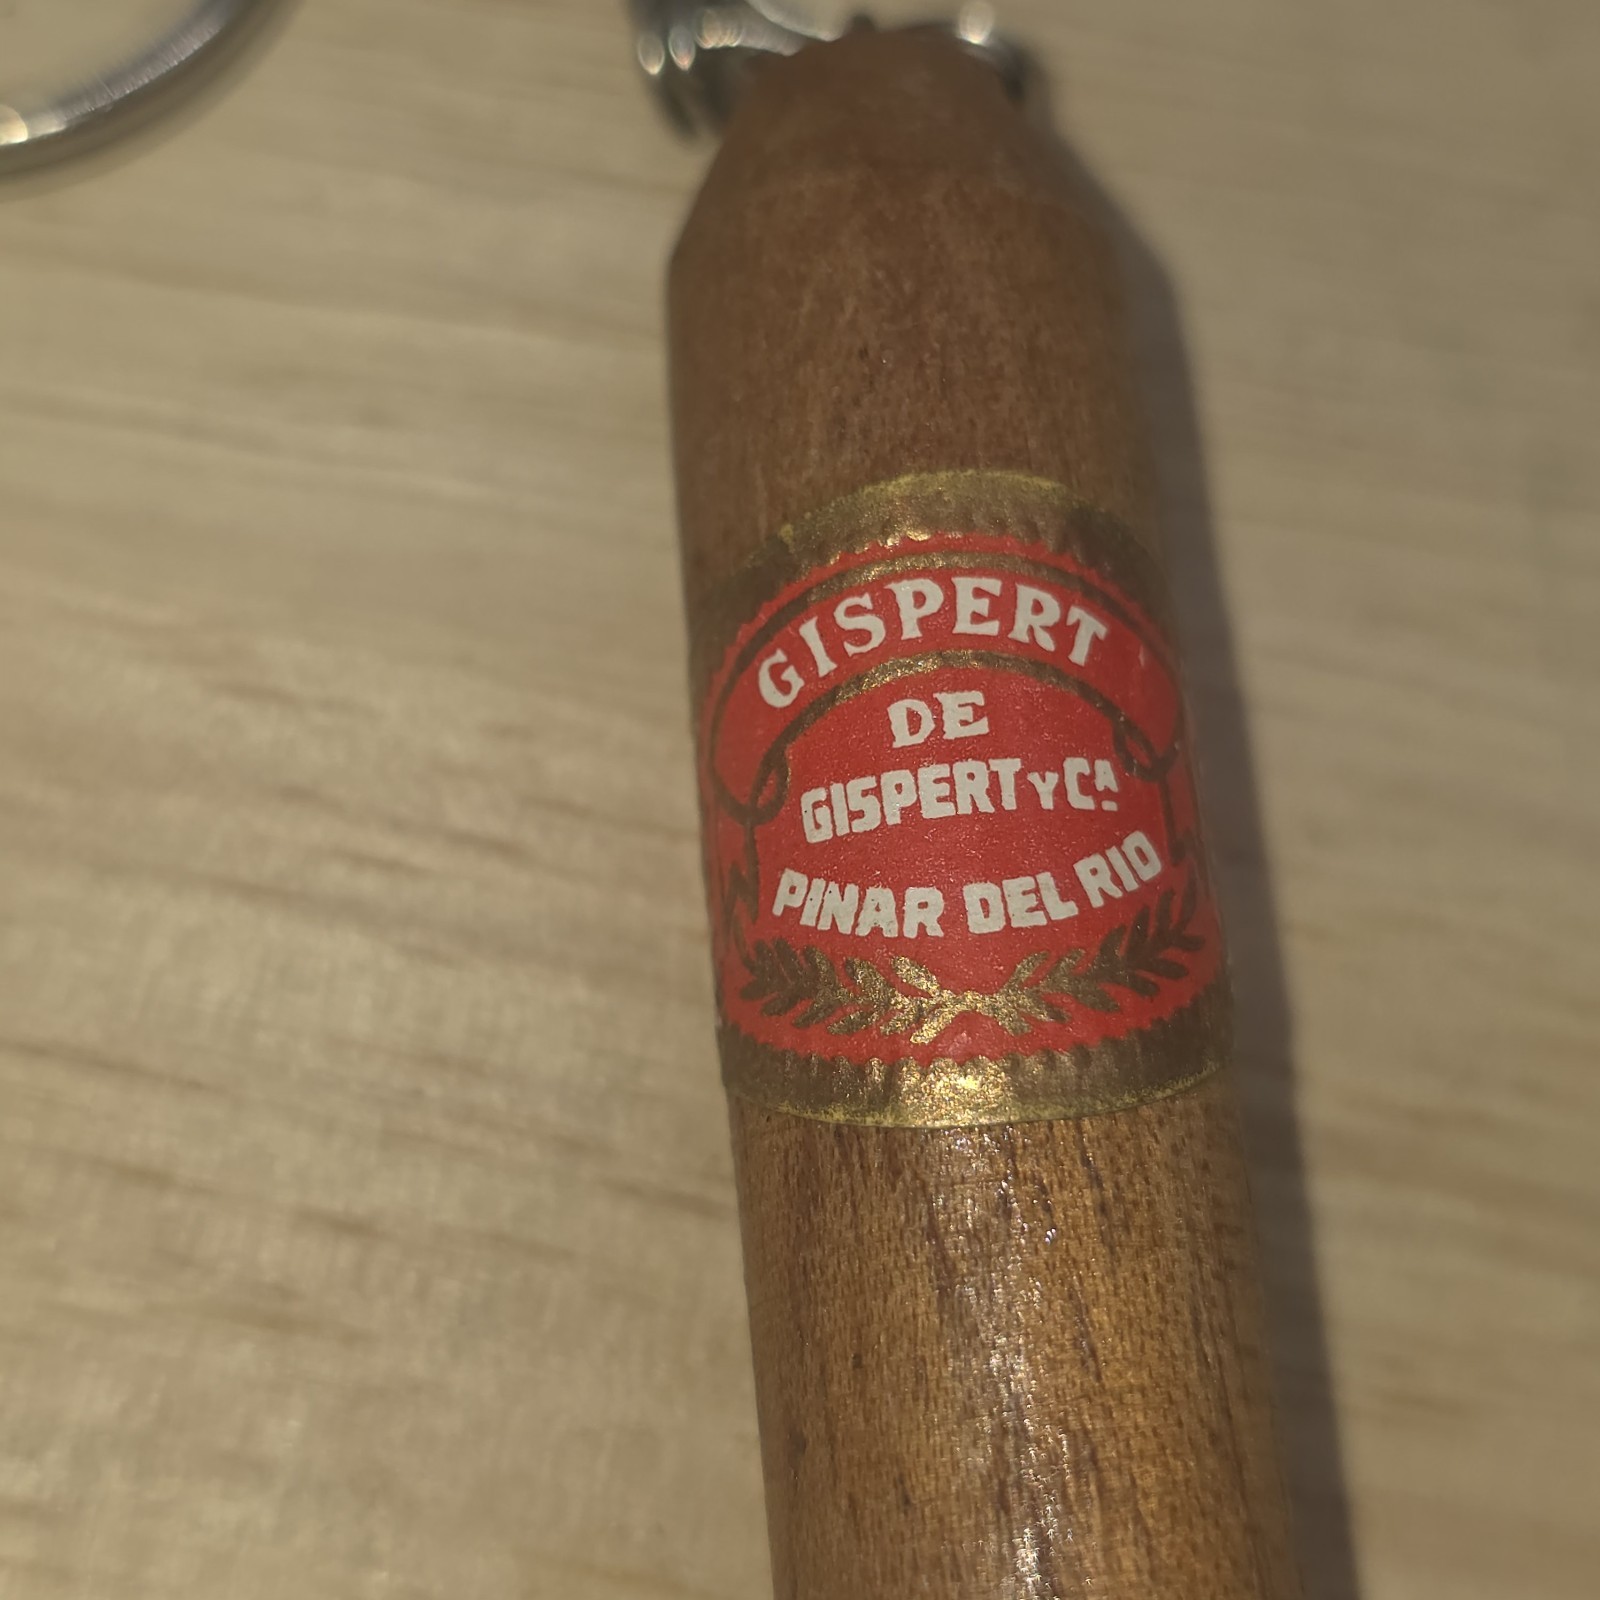 GISPERT
DE
GISPERT Y CA.
PINAR DEL RIO